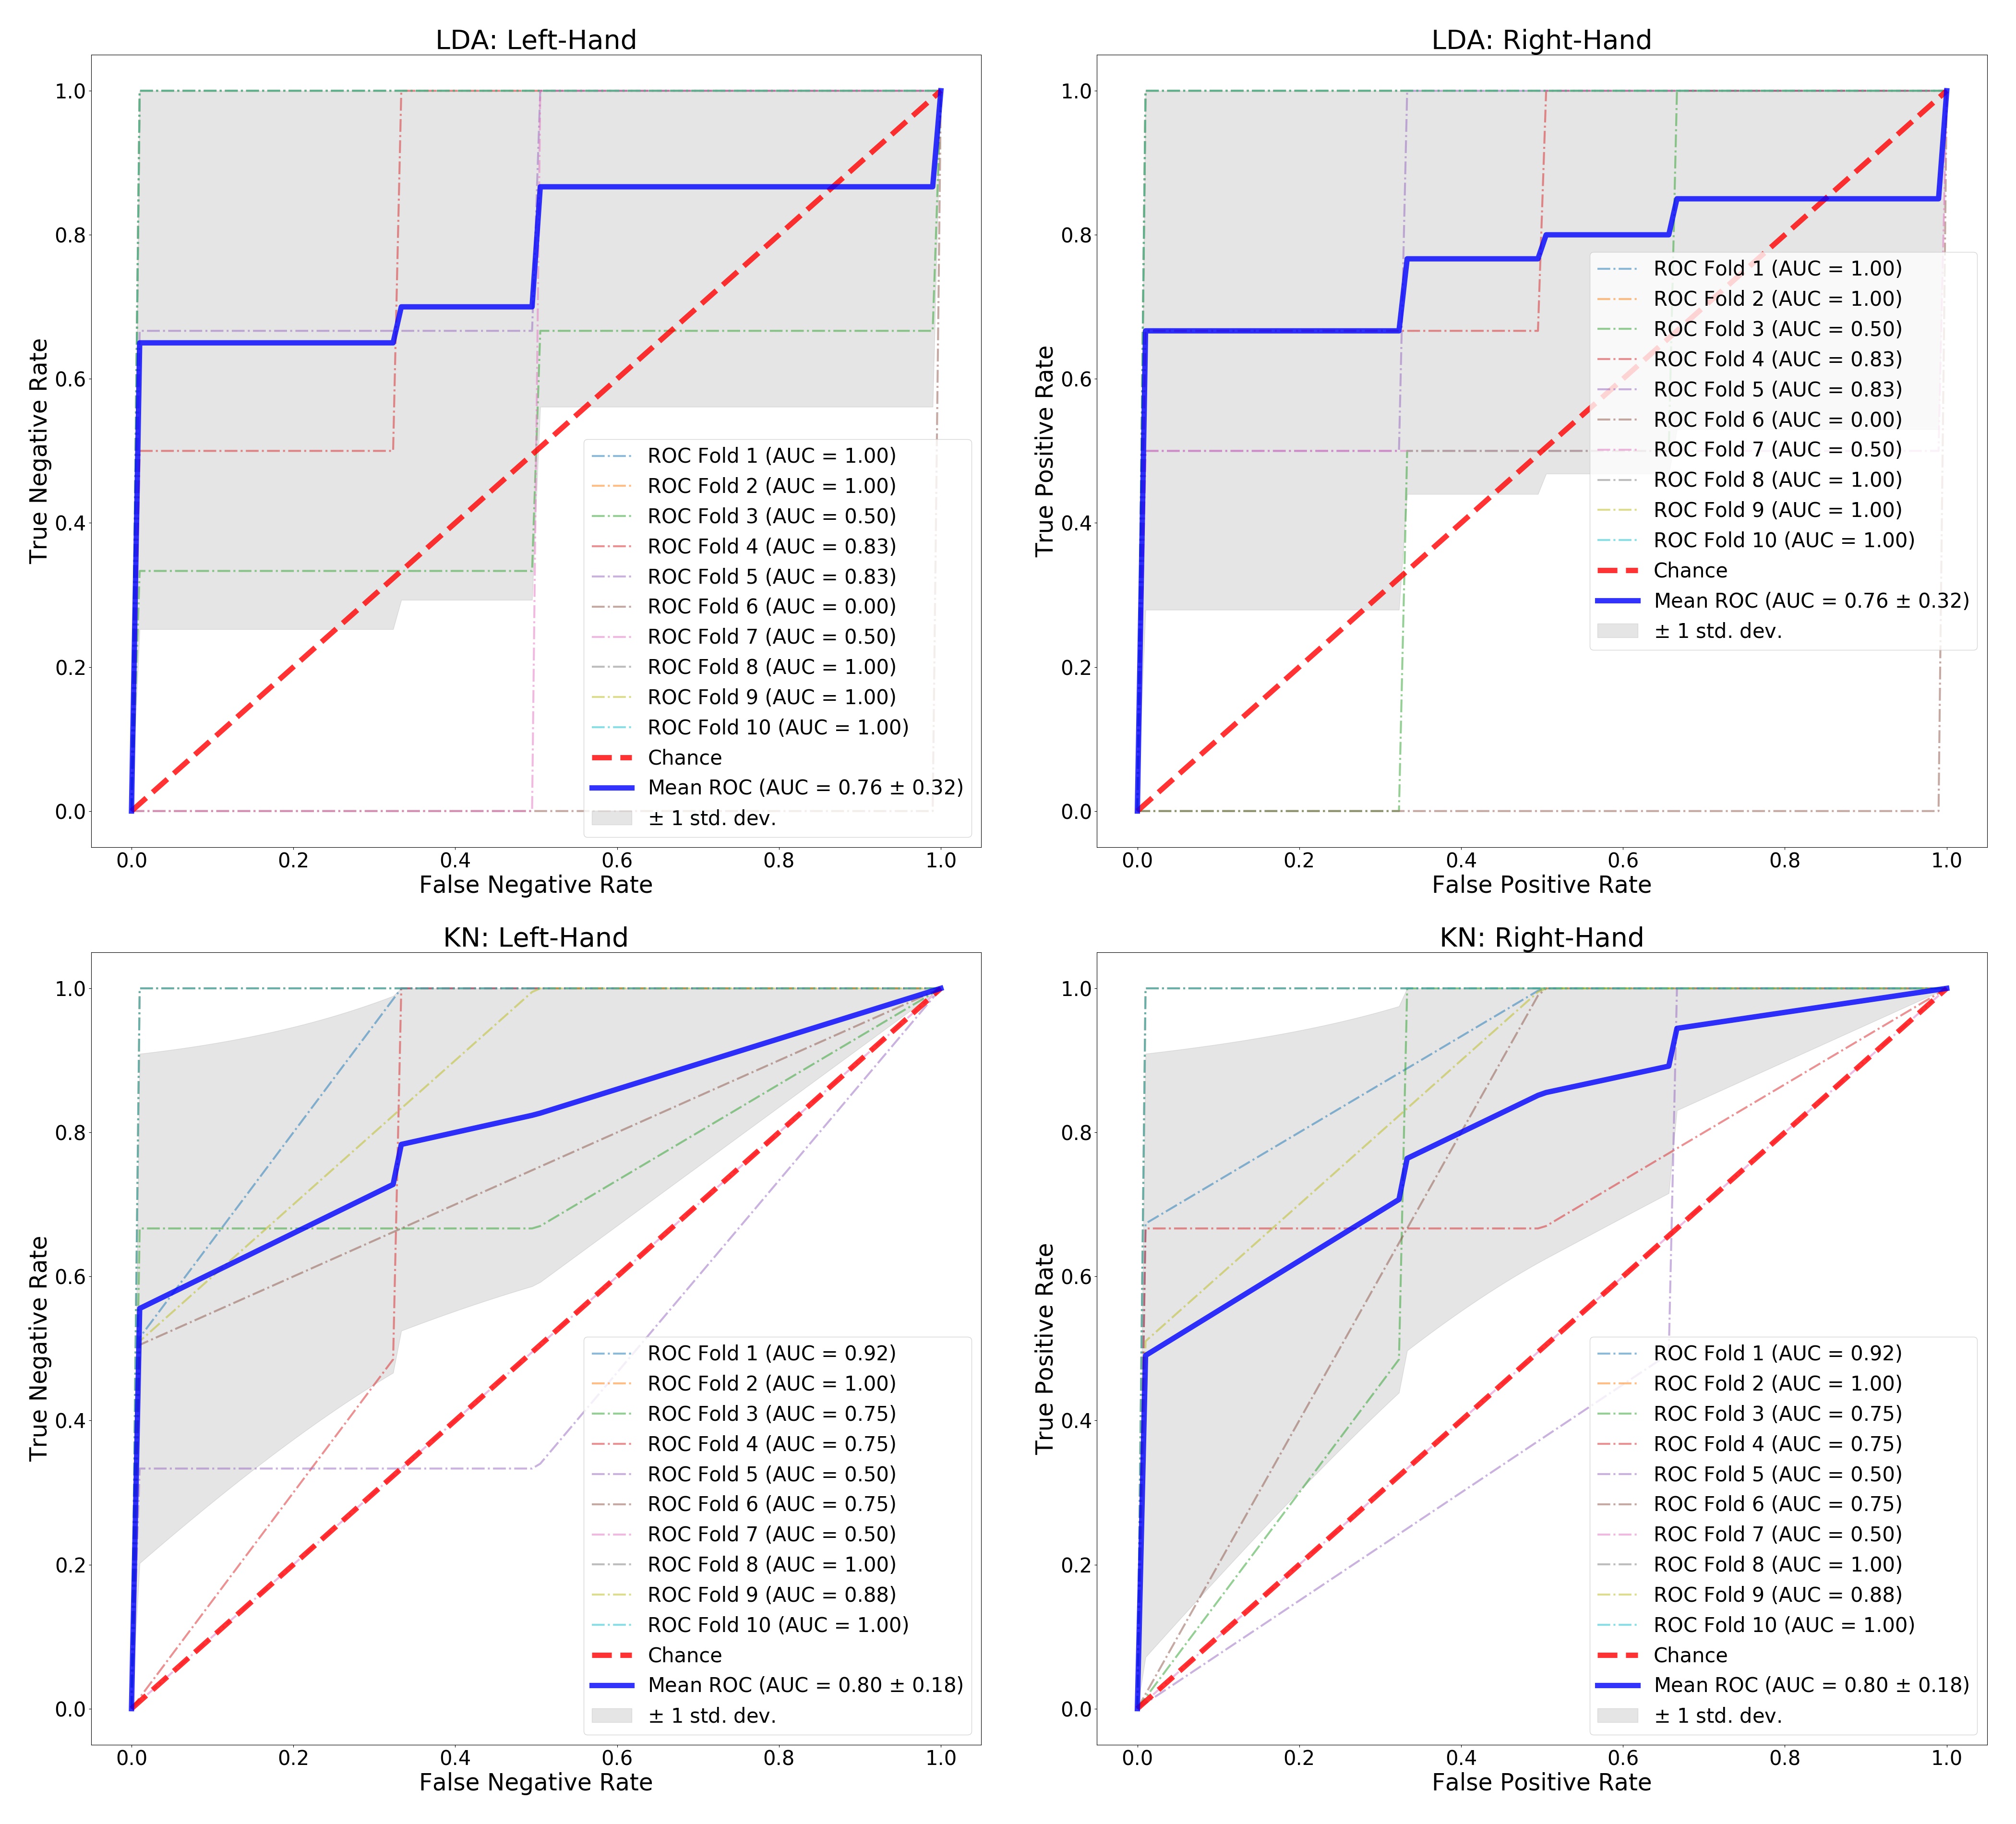 LDA: Left-Hand
True Negative Rate
1.0
0.8
0.6
0.4
0.2
0.0
ROC Fold 1 (AUC = 1.00)
ROC Fold 2 (AUC = 1.00)
ROC Fold 3 (AUC = 0.50)
ROC Fold 4 (AUC = 0.83)
ROC Fold 5 (AUC = 0.83)
ROC Fold 6 (AUC = 0.00)
ROC Fold 7 (AUC = 0.50)
ROC Fold 8 (AUC = 1.00)
ROC Fold 9 (AUC = 1.00)
ROC Fold 10 (AUC = 1.00)
Chance
Mean ROC (AUC = 0.76 ± 0.32)
± 1 std. dev.
0.0 0.2 0.4 0.6 0.8 1.0
False Negative Rate
LDA: Right-Hand
True Positive Rate
1.0
0.8
0.6
0.4
0.2
0.0
ROC Fold 1 (AUC = 1.00)
ROC Fold 2 (AUC = 1.00)
ROC Fold 3 (AUC = 0.50)
ROC Fold 4 (AUC = 0.83)
ROC Fold 5 (AUC = 0.83)
ROC Fold 6 (AUC = 0.00)
ROC Fold 7 (AUC = 0.50)
ROC Fold 8 (AUC = 1.00)
ROC Fold 9 (AUC = 1.00)
ROC Fold 10 (AUC = 1.00)
Chance
Mean ROC (AUC = 0.76 ± 0.32)
± 1 std. dev.
0.0 0.2 0.4 0.6 0.8 1.0
False Positive Rate
KN: Left-Hand
True Negative Rate
1.0
0.8
0.6
0.4
0.2
0.0
ROC Fold 1 (AUC = 0.92)
ROC Fold 2 (AUC = 1.00)
ROC Fold 3 (AUC = 0.75)
ROC Fold 4 (AUC = 0.75)
ROC Fold 5 (AUC = 0.50)
ROC Fold 6 (AUC = 0.75)
ROC Fold 7 (AUC = 0.50)
ROC Fold 8 (AUC = 1.00)
ROC Fold 9 (AUC = 0.88)
ROC Fold 10 (AUC = 1.00)
Chance
Mean ROC (AUC = 0.80 ± 0.18)
± 1 std. dev.
0.0 0.2 0.4 0.6 0.8 1.0
False Negative Rate
KN: Right-Hand
True Positive Rate
1.0
0.8
0.6
0.4
0.2
0.0
ROC Fold 1 (AUC = 0.92)
ROC Fold 2 (AUC = 1.00)
ROC Fold 3 (AUC = 0.75)
ROC Fold 4 (AUC = 0.75)
ROC Fold 5 (AUC = 0.50)
ROC Fold 6 (AUC = 0.75)
ROC Fold 7 (AUC = 0.50)
ROC Fold 8 (AUC = 1.00)
ROC Fold 9 (AUC = 0.88)
ROC Fold 10 (AUC = 1.00)
Chance
Mean ROC (AUC = 0.80 ± 0.18)
± 1 std. dev.
0.0 0.2 0.4 0.6 0.8 1.0
False Positive Rate